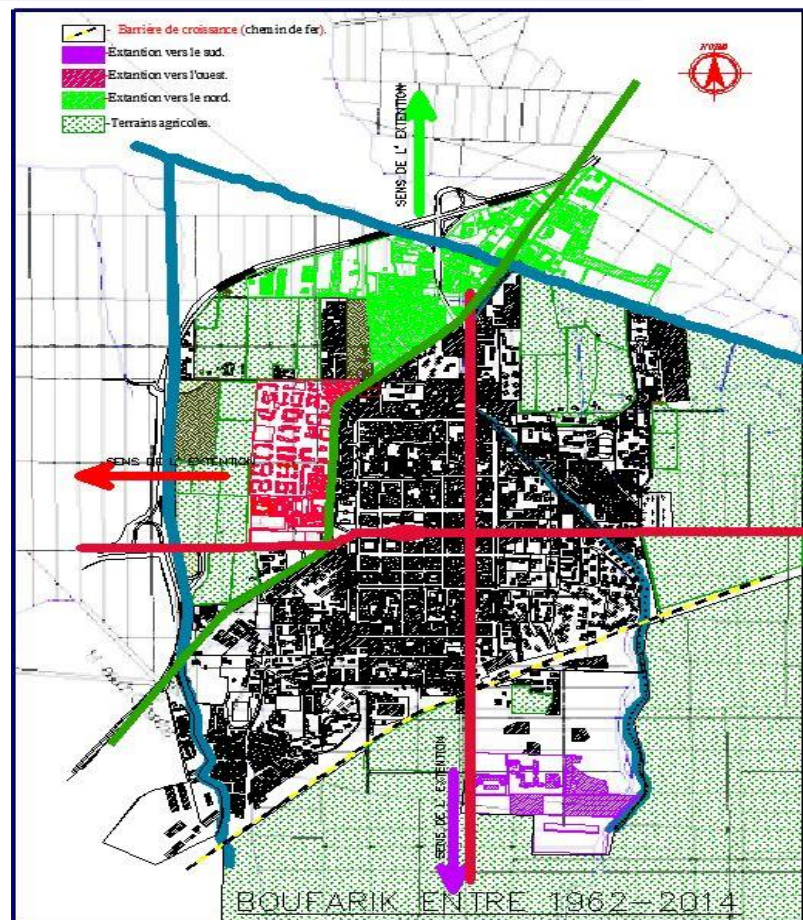 - Barrière de croissance (chemin de fer).
-Extantion vers le sud.
-Extantion vers l'ouest.
-Extantion vers le nord.
-Terrains agricoles.
NORD
SENS DE L' EXTENTION
SENS DE L' EXTENTION
SENS DE L' EXTENTION
BOUFARIK ENTRE 1962-2014